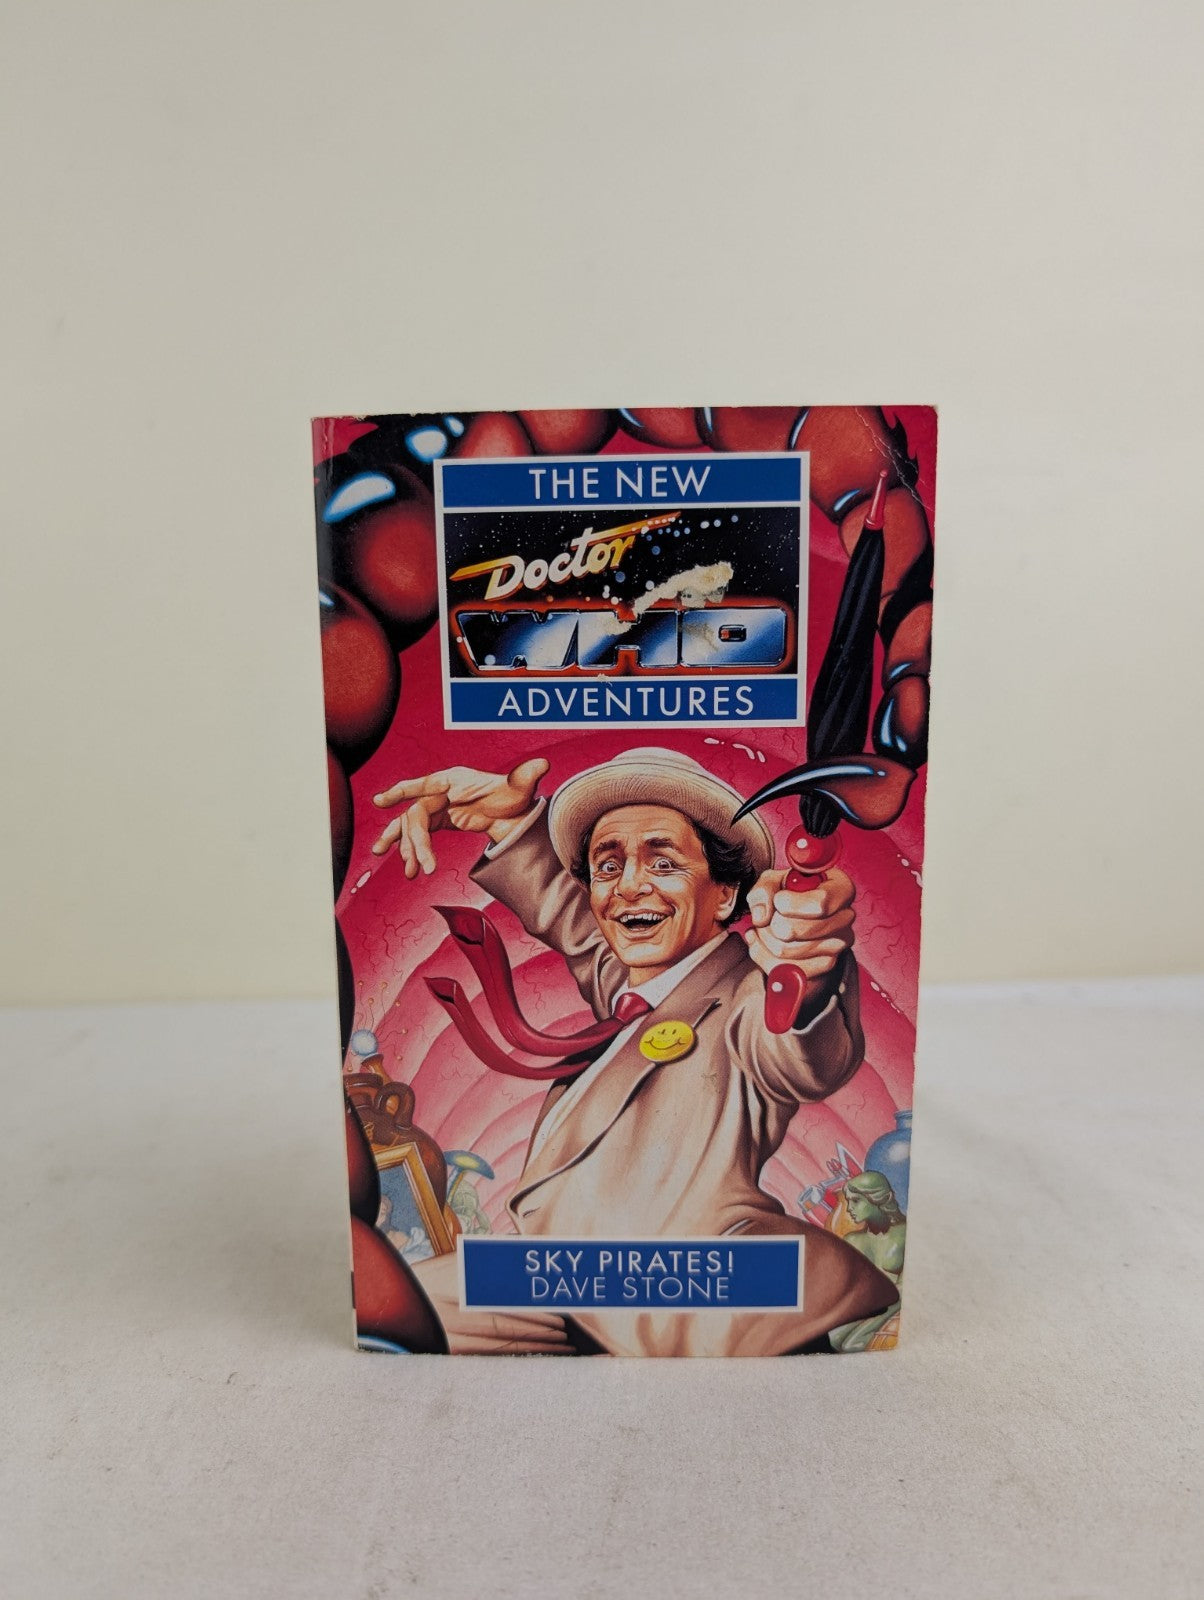 THE NEW
Doctor
WHO
ADVENTURES
SKY PIRATES!
DAVE STONE